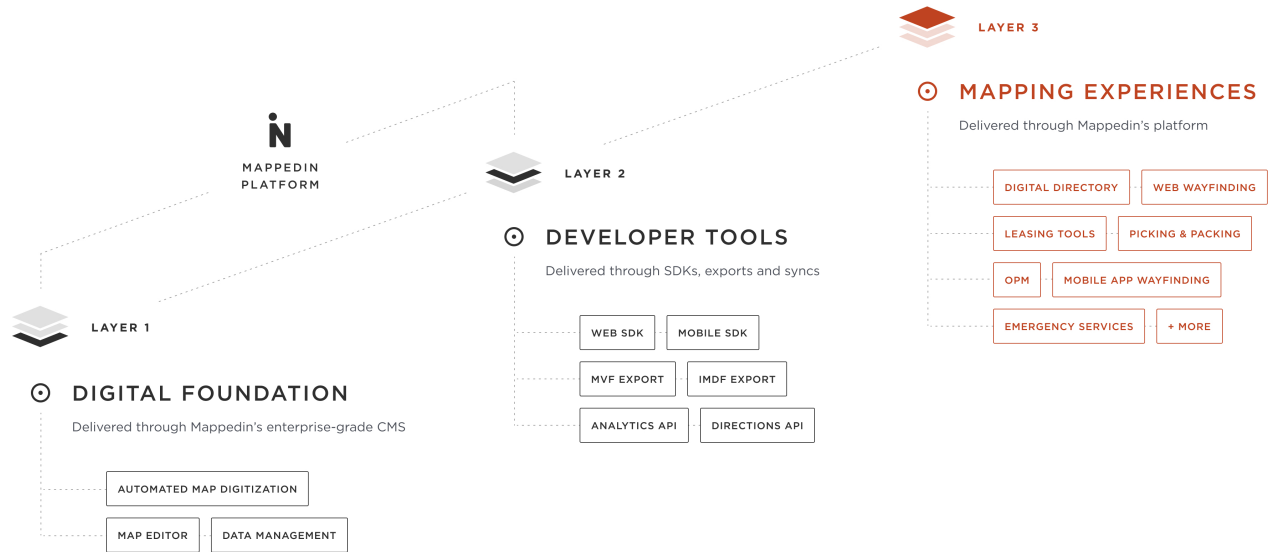 LAYER 3
MAPPING EXPERIENCES
Delivered through Mappedin's platform
DIGITAL DIRECTORY
WEB WAYFINDING
LEASING TOOLS
PICKING & PACKING
OPM
MOBILE APP WAYFINDING
EMERGENCY SERVICES
+ MORE
MAPPEDIN
PLATFORM
LAYER 2
DEVELOPER TOOLS
Delivered through SDKs, exports and syncs
WEB SDK
MOBILE SDK
MVF EXPORT
IMDF EXPORT
ANALYTICS API
DIRECTIONS API
LAYER 1
DIGITAL FOUNDATION
Delivered through Mappedin's enterprise-grade CMS
AUTOMATED MAP DIGITIZATION
MAP EDITOR
DATA MANAGEMENT